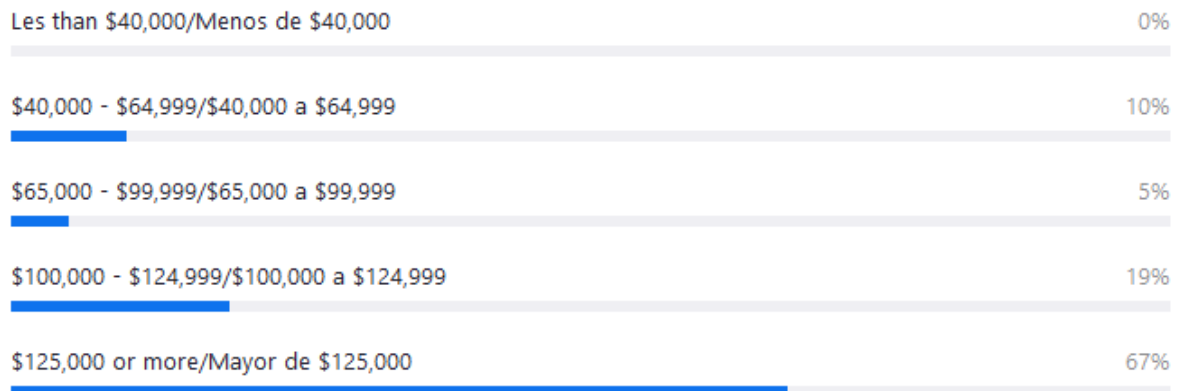 Les than $40,000/Menos de $40,000 0%
$40,000 - $64,999/$40,000 a $64,999 10%
$65,000 - $99,999/$65,000 a $99,999 5%
$100,000 - $124,999/$100,000 a $124,999 19%
$125,000 or more/Mayor de $125,000 67%